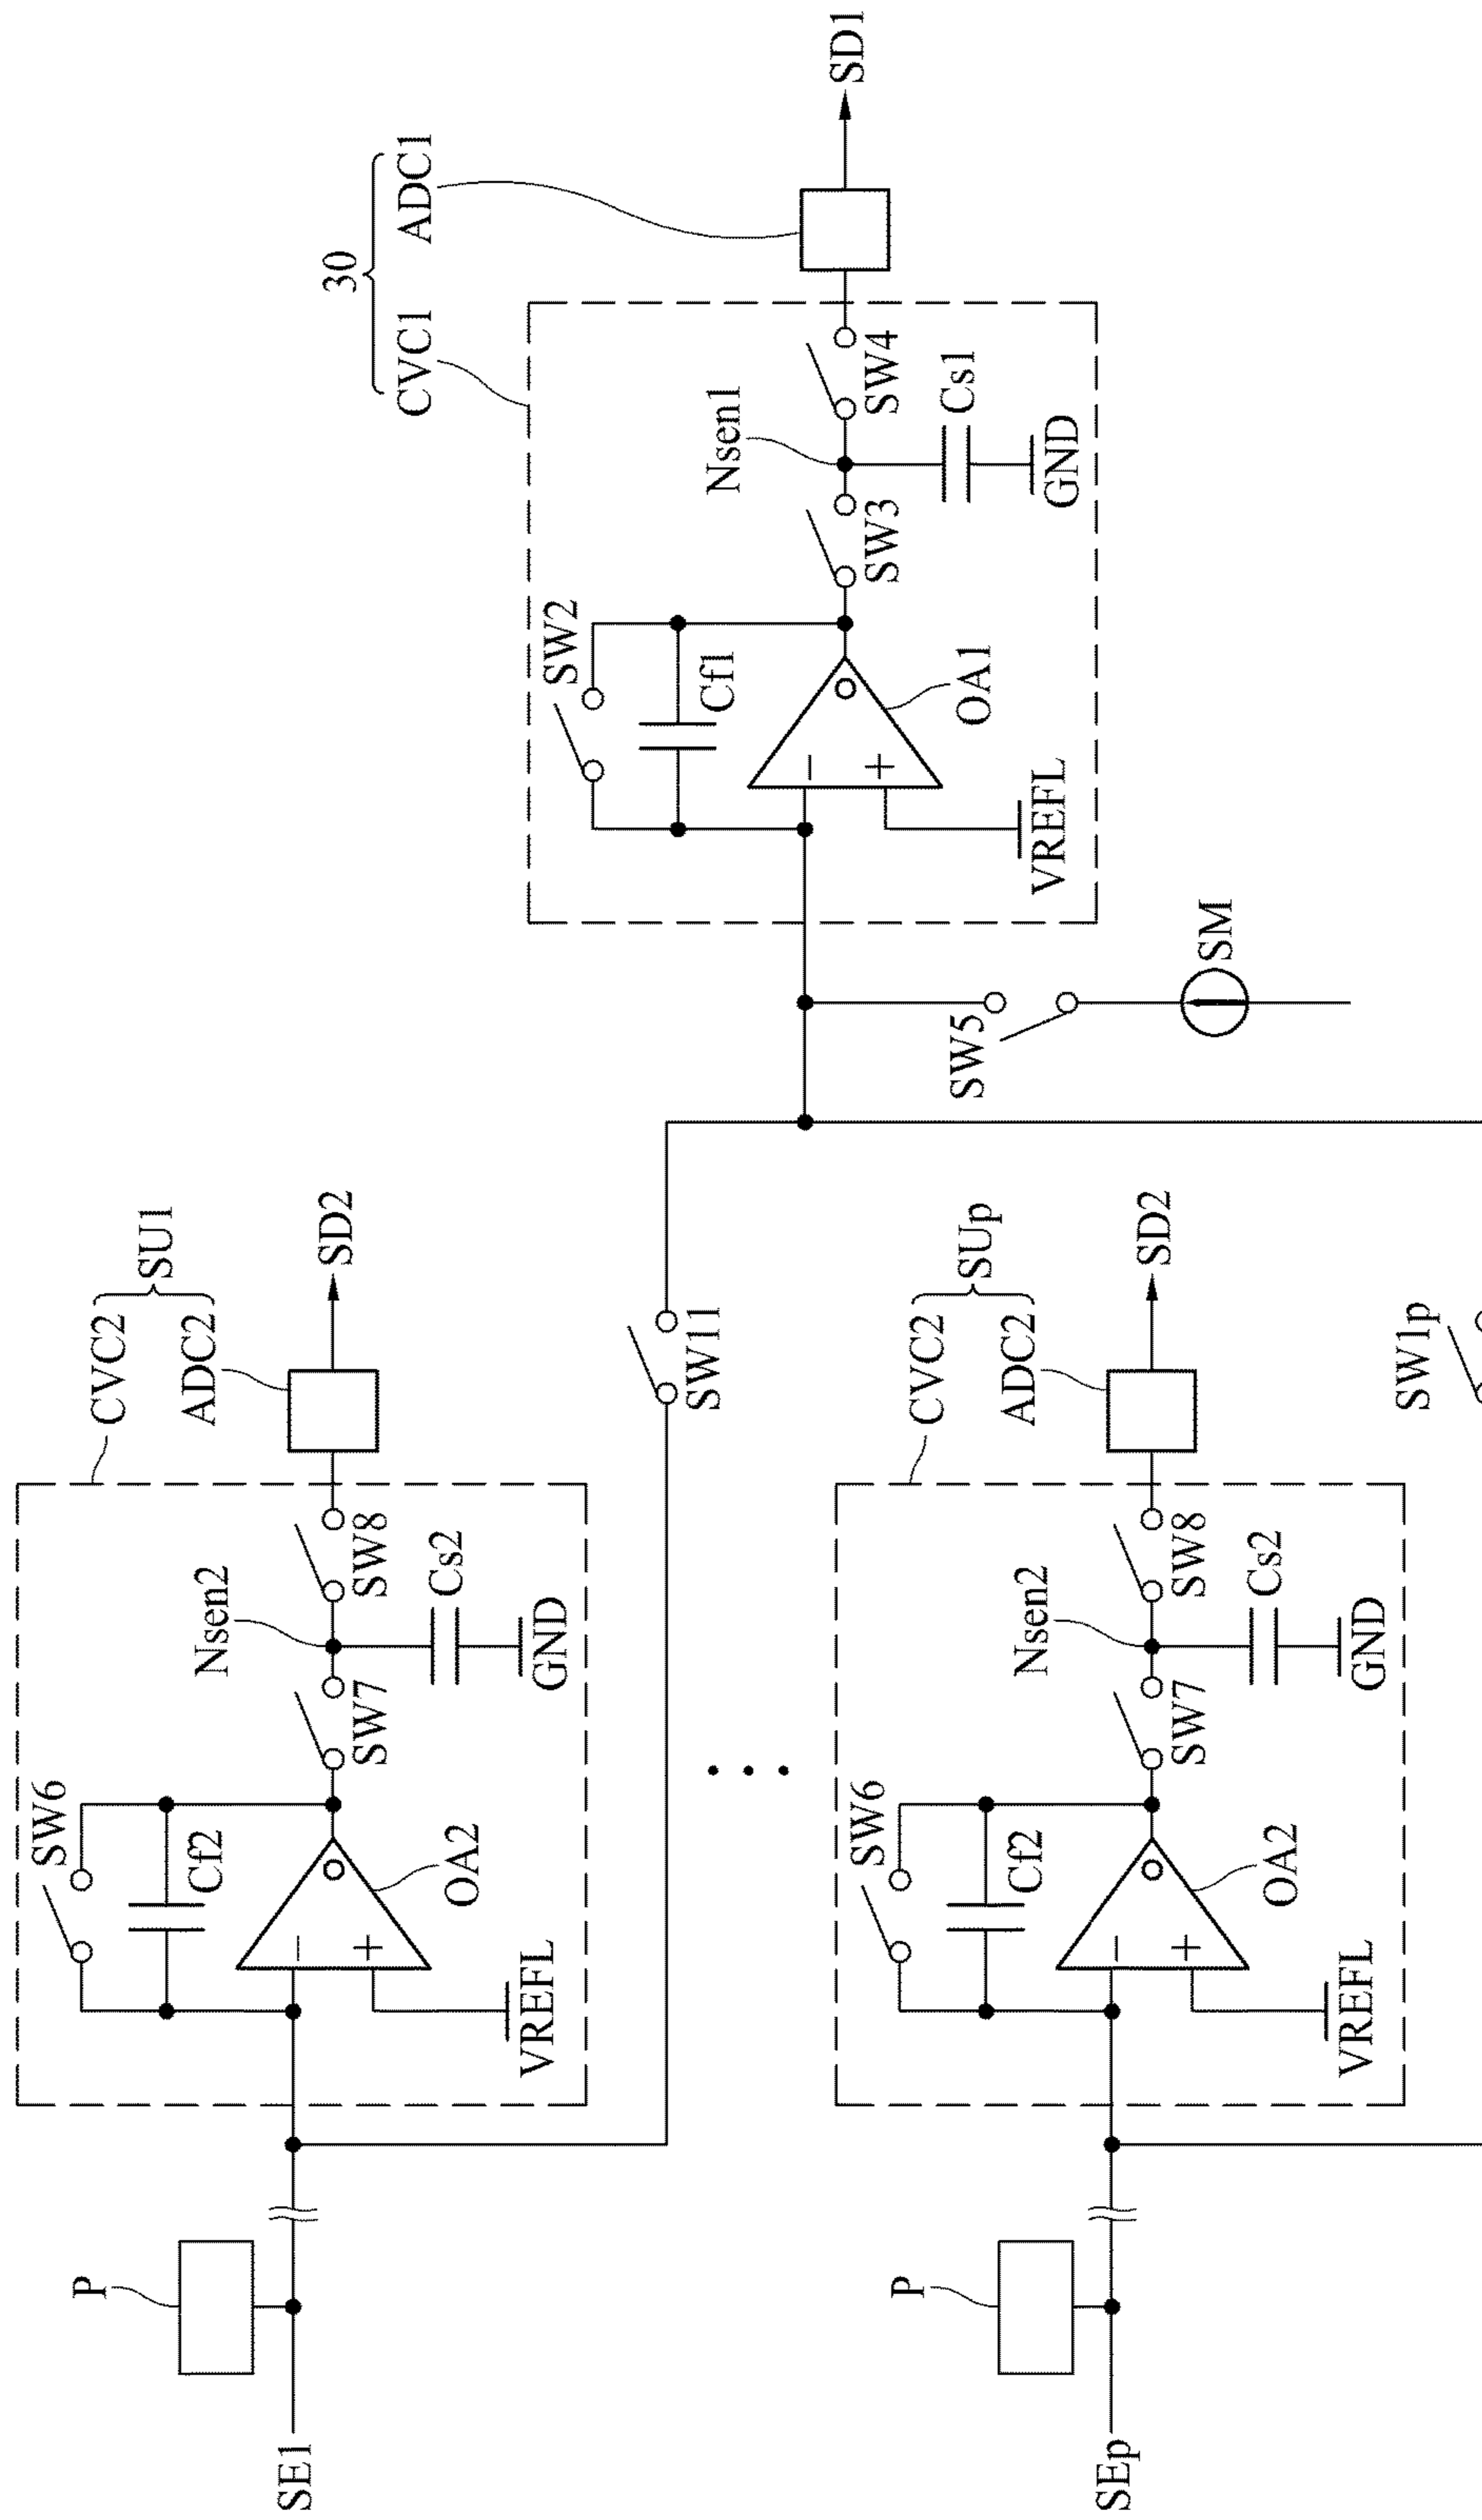 SE1
P
SW6
Cf2
OA2
VREFL
SW7
Nsen2
SW8
Cs2
GND
CVC2
ADC2
SU1
SD2
SW11
SEp
P
SW6
Cf2
OA2
VREFL
SW7
Nsen2
SW8
Cs2
GND
CVC2
ADC2
SUp
SD2
SW1p
SW5
SM
SW2
Cf1
OA1
VREFL
SW3
Nsen1
SW4
Cs1
GND
30
CVC1
ADC1
SD1